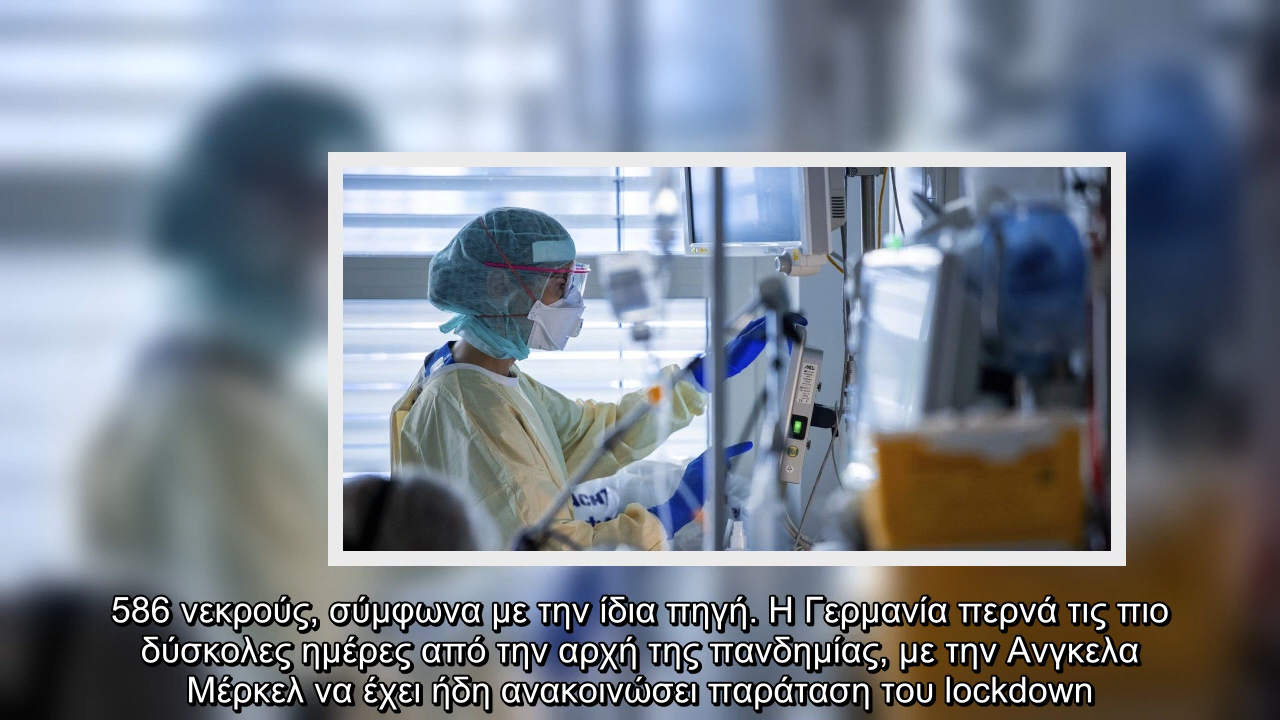 586 νεκρούς, σύμφωνα με την ίδια πηγή. Η Γερμανία περνά τις πιο
δύσκολες ημέρες από την αρχή της πανδημίας, με την Ανγκελα
Μέρκελ να έχει ήδη ανακοινώσει παράταση του lockdown